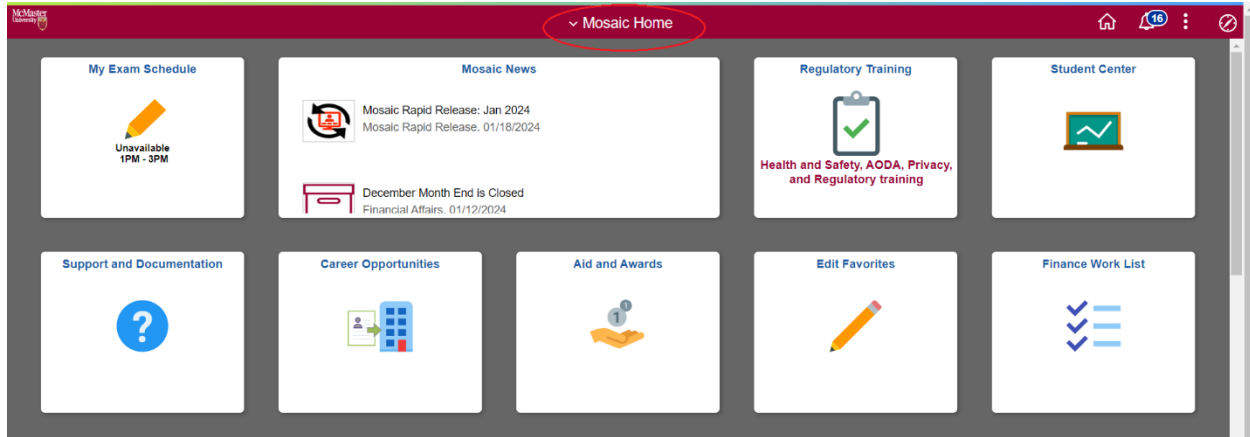 McMaster
University
Mosaic Home
16
My Exam Schedule
Unavailable
1PM - 3PM
Mosaic News
Mosaic Rapid Release: Jan 2024
Mosaic Rapid Release. 01/18/2024
December Month End is Closed
Financial Affairs. 01/12/2024
Regulatory Training
Health and Safety, AODA, Privacy,
and Regulatory training
Student Center
Support and Documentation
?
Career Opportunities
Aid and Awards
1
1
Edit Favorites
Finance Work List